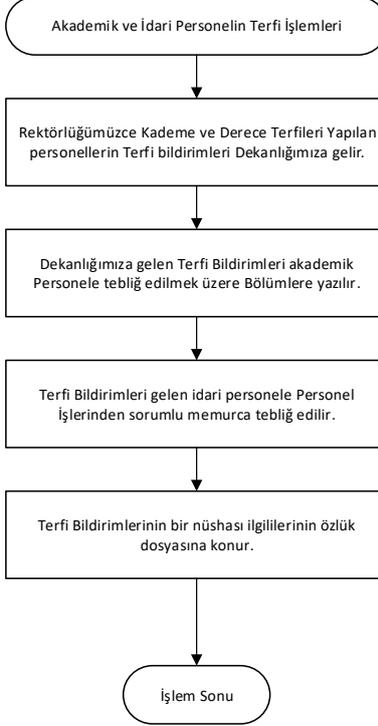 Akademik ve İdari Personelin Terfi İşlemleri
Rektörlüğümüzce Kademe ve Derece Terfileri Yapılan
personellerin Terfi bildirimleri Dekanlığımıza gelir.
Dekanlığımıza gelen Terfi Bildirimleri akademik
Personele tebliğ edilmek üzere Bölümlere yazılır.
Terfi Bildirimleri gelen idari personele Personel
İşlerinden sorumlu memurca tebliğ edilir.
Terfi Bildirimlerinin bir nüshası ilgililerinin özlük
dosyasına konur.
İşlem Sonu